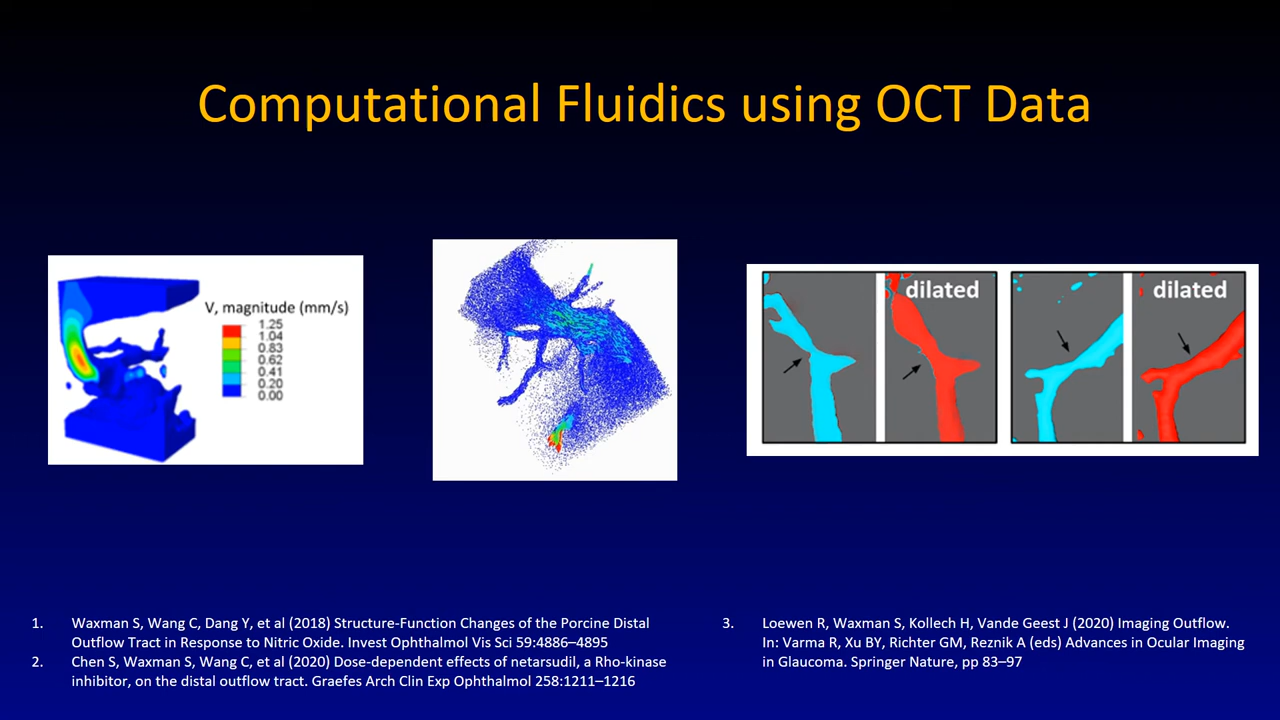 Computational Fluidics using OCT Data
V, magnitude (mm/s)
1.25
1.04
0.83
0.62
0.41
0.20
0.00
dilated
dilated
1. Waxman S, Wang C, Dang Y, et al (2018) Structure-Function Changes of the Porcine Distal
Outflow Tract in Response to Nitric Oxide. Invest Ophthalmol Vis Sci 59:4886–4895
2. Chen S, Waxman S, Wang C, et al (2020) Dose-dependent effects of netarsudil, a Rho-kinase
inhibitor, on the distal outflow tract. Graefes Arch Clin Exp Ophthalmol 258:1211–1216
3. Loewen R, Waxman S, Kollech H, Vande Geest J (2020) Imaging Outflow.
In: Varma R, Xu BY, Richter GM, Reznik A (eds) Advances in Ocular Imaging
in Glaucoma. Springer Nature, pp 83–97